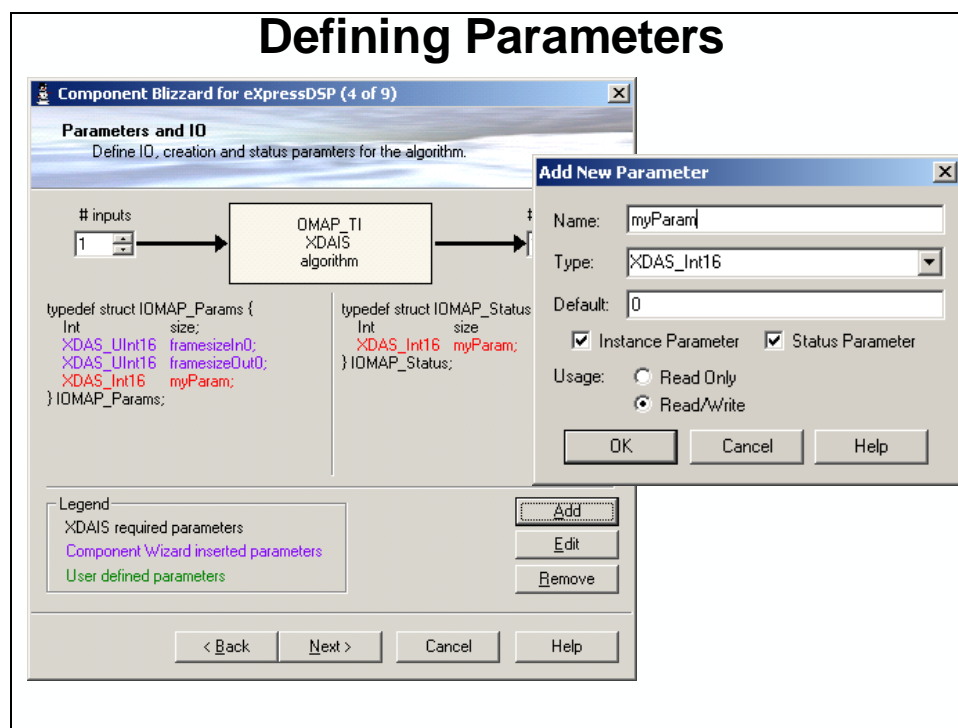 Defining Parameters
Component Blizzard for eXpressDSP (4 of 9)
Parameters and IO
Define IO, creation and status paramters for the algorithm.
# inputs
1
OMAP_TI
XDAIS
algorithm
#
typedef struct IOMAP_Params {
Int size;
XDAS_UInt16 framesizeIn0;
XDAS_UInt16 framesizeOut0;
XDAS_Int16 myParam;
} IOMAP_Params;
typedef struct IOMAP_Status
Int size
XDAS_Int16 myParam;
} IOMAP_Status;
Legend
XDAIS required parameters
Component Wizard inserted parameters
User defined parameters
Add
Edit
Remove
< Back
Next >
Cancel
Help
Add New Parameter
Name: myParam
Type: XDAS_Int16
Default: 0
Instance Parameter Status Parameter
Usage: Read Only
Read/Write
OK Cancel Help